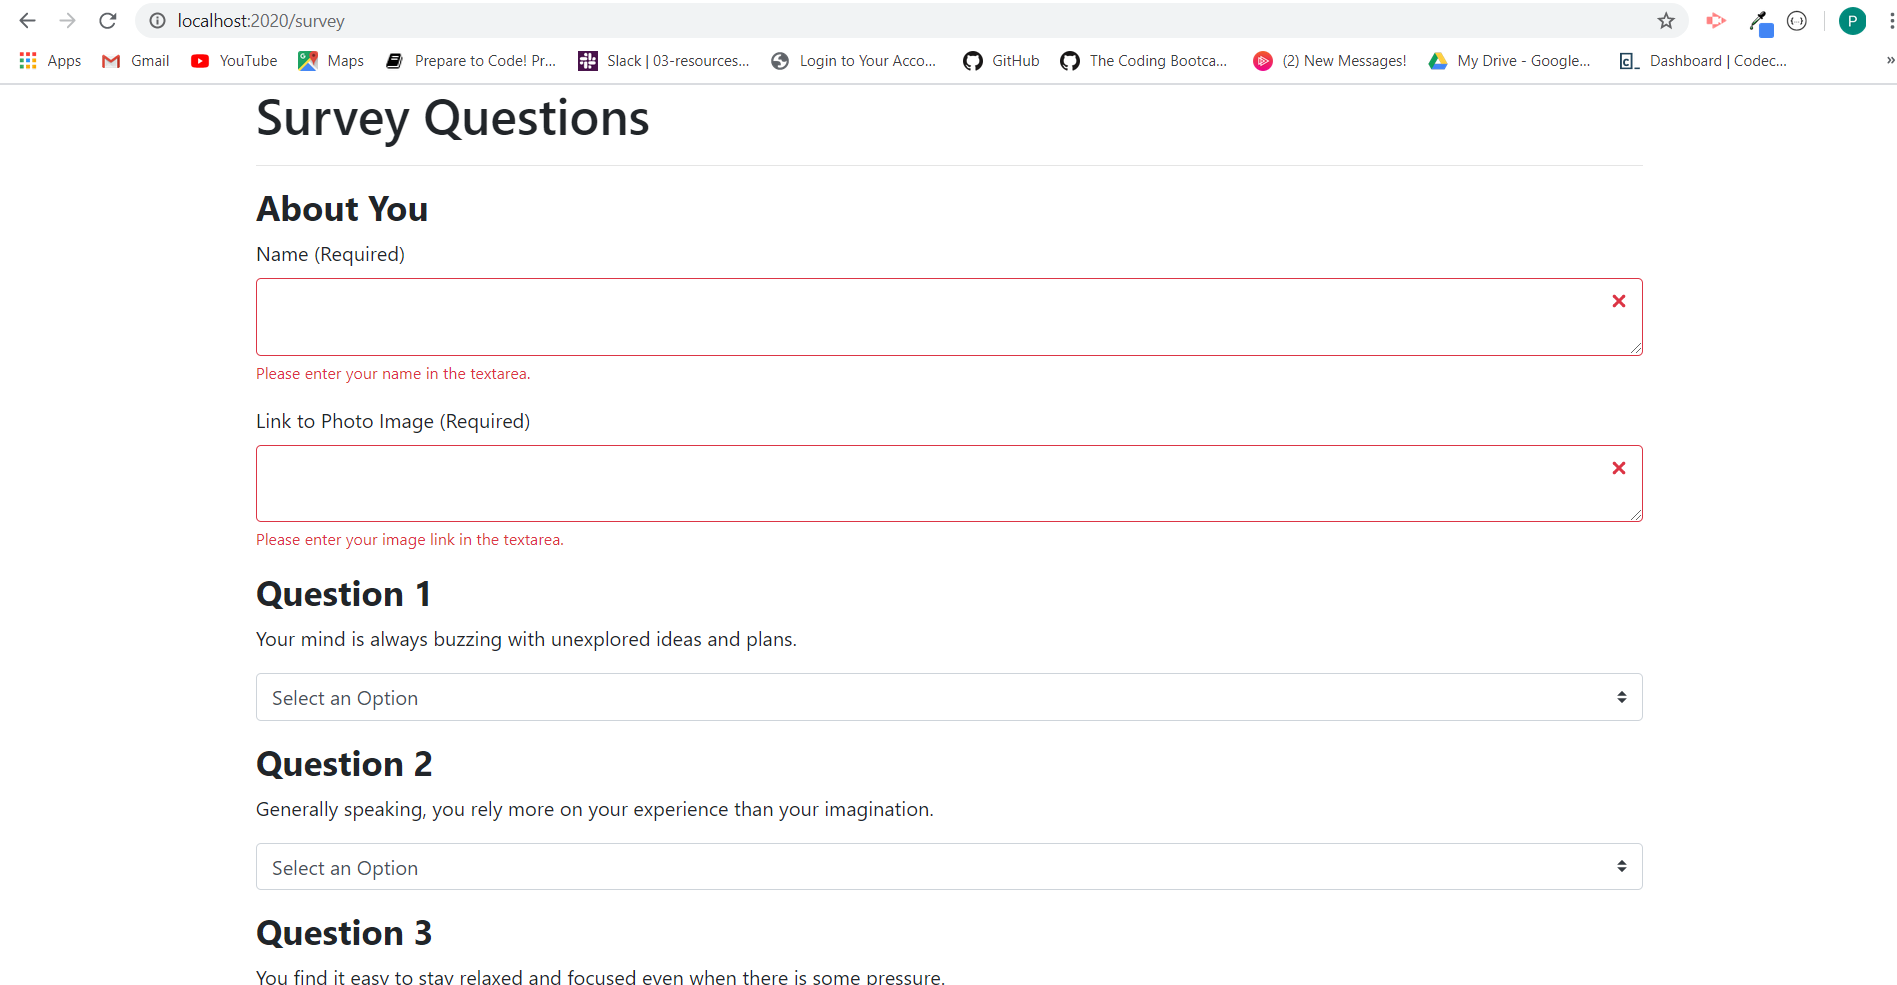 localhost:2020/survey
P
Apps Gmail YouTube Maps Prepare to Code! Pr... Slack | 03-resources... Login to Your Acco... GitHub The Coding Bootca... (2) New Messages! My Drive - Google... Dashboard | Codec... »
Survey Questions
About You
Name (Required)
Please enter your name in the textarea.
Link to Photo Image (Required)
Please enter your image link in the textarea.
Question 1
Your mind is always buzzing with unexplored ideas and plans.
Select an Option
Question 2
Generally speaking, you rely more on your experience than your imagination.
Select an Option
Question 3
You find it easy to stay relaxed and focused even when there is some pressure.